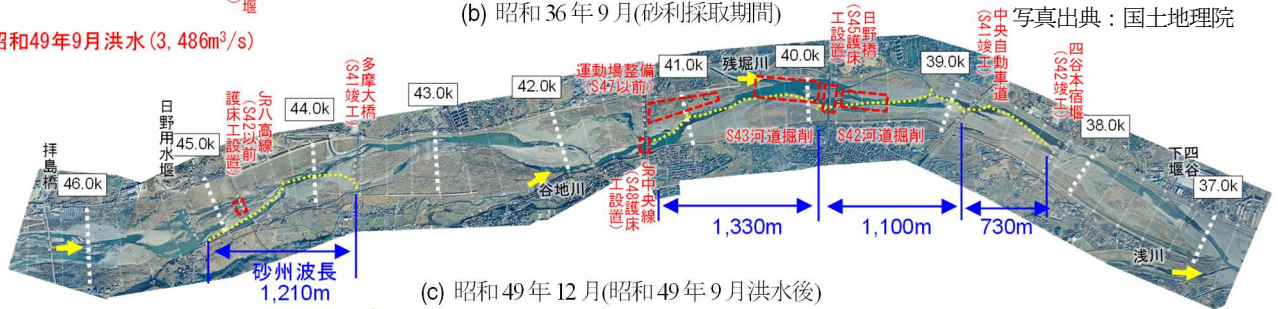 堰
(b) 昭和36年9月(砂利採取期間)
写真出典：国土地理院
和49年9月洪水(3,486m³/s)
拝島橋
46.0k
日野用水堰
45.0k
JR八高線
(S42以前
護床工設置)
44.0k
多摩大橋
(S41竣工)
43.0k
42.0k
谷地川
運動場整備
(S47以前)
41.0k
JR中央線
(S48護床
工設置)
残堀川
40.0k
S43河道掘削
日野橋
(S45護床
工設置)
S42河道掘削
39.0k
中央自動車道
(S41竣工)
四谷本宿堰
(S42竣工)
38.0k
四谷
下堰
37.0k
浅川
砂州波長
1,210m
1,330m
1,100m
730m
(c) 昭和49年12月(昭和49年9月洪水後)